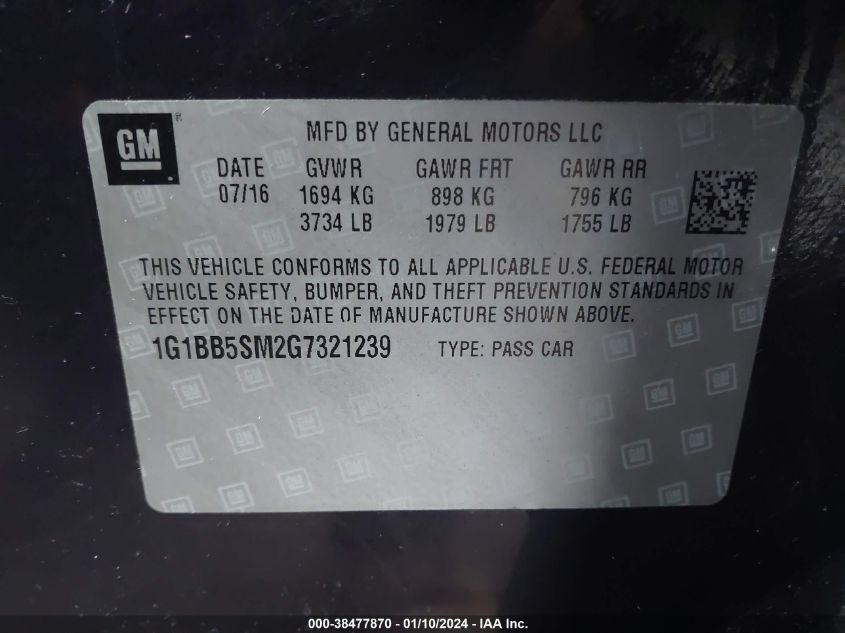 GM ®
MFD BY GENERAL MOTORS LLC
DATE GVWR GAWR FRT GAWR RR
07/16 1694 KG 898 KG 796 KG
3734 LB 1979 LB 1755 LB
THIS VEHICLE CONFORMS TO ALL APPLICABLE U.S. FEDERAL MOTOR
VEHICLE SAFETY, BUMPER, AND THEFT PREVENTION STANDARDS IN
EFFECT ON THE DATE OF MANUFACTURE SHOWN ABOVE.
1G1BB5SM2G7321239 TYPE: PASS CAR
000-38477870 - 01/10/2024 - IAA Inc.